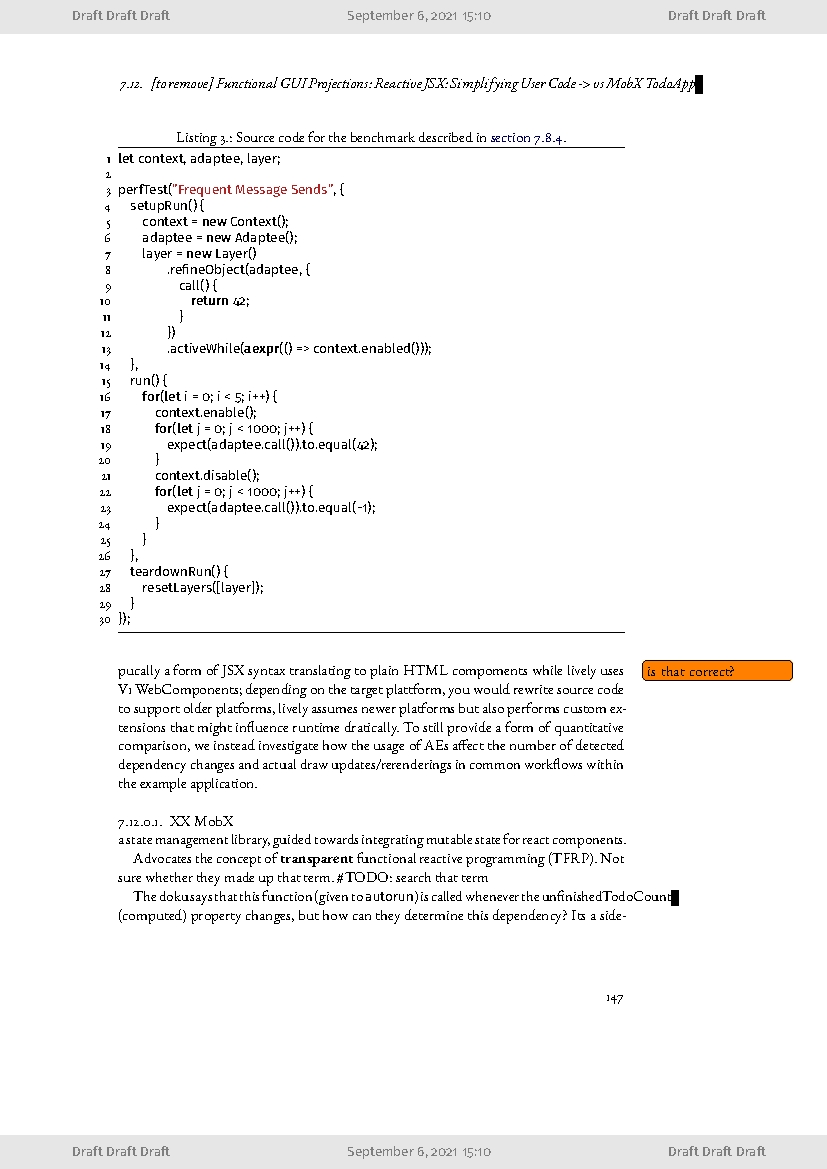 Draft Draft Draft September 6, 2021 15:10 Draft Draft Draft
7.12. [to remove] Functional GUI Projections: Reactive JSX: Simplifying User Code -> vs MobX TodoApp
Listing 3.: Source code for the benchmark described in section 7.8.4.
1 let context, adaptee, layer;
2
3 perfTest("Frequent Message Sends", {
4 setupRun() {
5 context = new Context();
6 adaptee = new Adaptee();
7 layer = new Layer()
8 .refineObject(adaptee, {
9 call() {
10 return 42;
11 }
12 })
13 .activeWhile(aexpr(() => context.enabled()));
14 },
15 run() {
16 for(let i = 0; i < 5; i++) {
17 context.enable();
18 for(let j = 0; j < 1000; j++) {
19 expect(adaptee.call()).to.equal(42);
20 }
21 context.disable();
22 for(let j = 0; j < 1000; j++) {
23 expect(adaptee.call()).to.equal(-1);
24 }
25 }
26 },
27 teardownRun() {
28 resetLayers([layer]);
29 }
30 });
pucally a form of JSX syntax translating to plain HTML compoments while lively uses
is that correct?
V1 WebComponents; depending on the target plattform, you would rewrite source code
to support older platforms, lively assumes newer platforms but also performs custom ex-
tensions that might influence runtime dratically. To still provide a form of quantitative
comparison, we instead investigate how the usage of AEs affect the number of detected
dependency changes and actual draw updates/rerenderings in common workflows within
the example application.
7.12.0.1. XX MobX
a state management library, guided towards integrating mutable state for react components.
Advocates the concept of transparent functional reactive programming (TFRP). Not
sure whether they made up that term. #TODO: search that term
The doku says that this function (given to autorun) is called whenever the unfinishedTodoCount
(computed) property changes, but how can they determine this dependency? Its a side-
147
Draft Draft Draft September 6, 2021 15:10 Draft Draft Draft